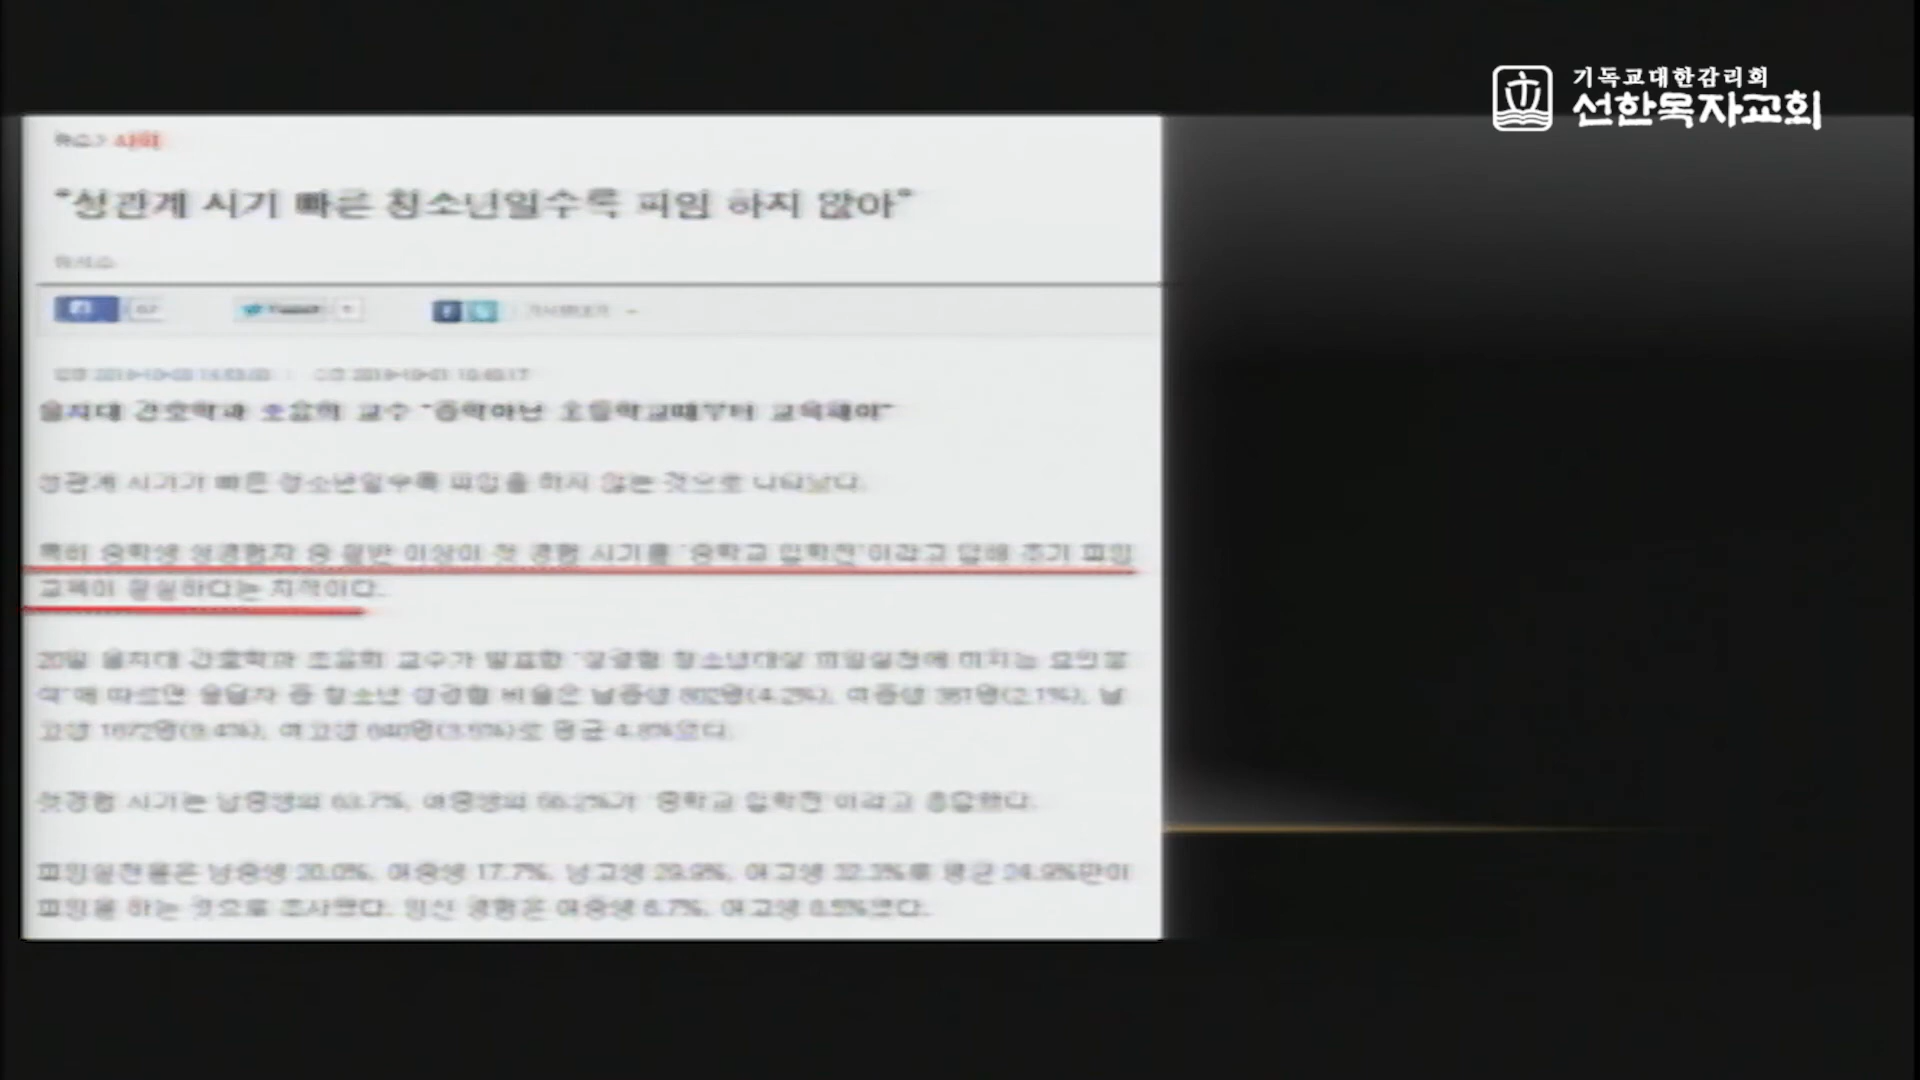 기독교대한감리회
선한목자교회
뉴스 > 사회
"성관계 시기 빠른 청소년일수록 피임 하지 않아"
을지대 간호학과 조윤희 교수 "중학아닌 초등학교때부터 교육돼야"
성관계 시기가 빠른 청소년일수록 피임을 하지 않는 것으로 나타났다.
특히 중학생 성경험자 중 절반 이상이 첫 경험 시기를 '중학교 입학전'이라고 답해 조기 피임
교육이 절실하다는 지적이다.
20일 을지대 간호학과 조윤희 교수가 발표한 '성경험 청소년대상 피임실천에 미치는 요인분
석'에 따르면 응답자 중 청소년 성경험 비율은 남중생 802명(4.2%), 여중생 381명(2.1%), 남
고생 1672명(9.4%), 여고생 640명(3.6%)로 평균 4.8%였다.
첫경험 시기는 남중생의 63.7%, 여중생의 56.2%가 '중학교 입학전'이라고 응답했다.
피임실천율은 남중생 20.0%, 여중생 17.7%, 남고생 29.9%, 여고생 32.3%로 평균 24.9%만이
피임을 하는 것으로 조사됐다. 임신 경험은 여중생 6.7%, 여고생 8.5%였다.